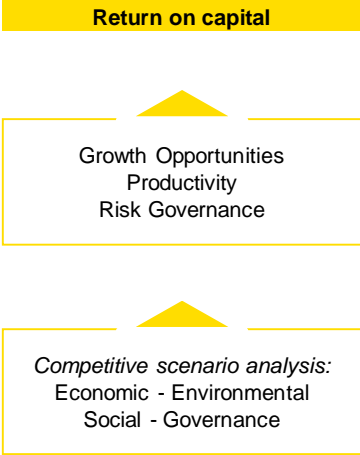 Return on capital
Growth Opportunities
Productivity
Risk Governance
Competitive scenario analysis:
Economic - Environmental
Social - Governance